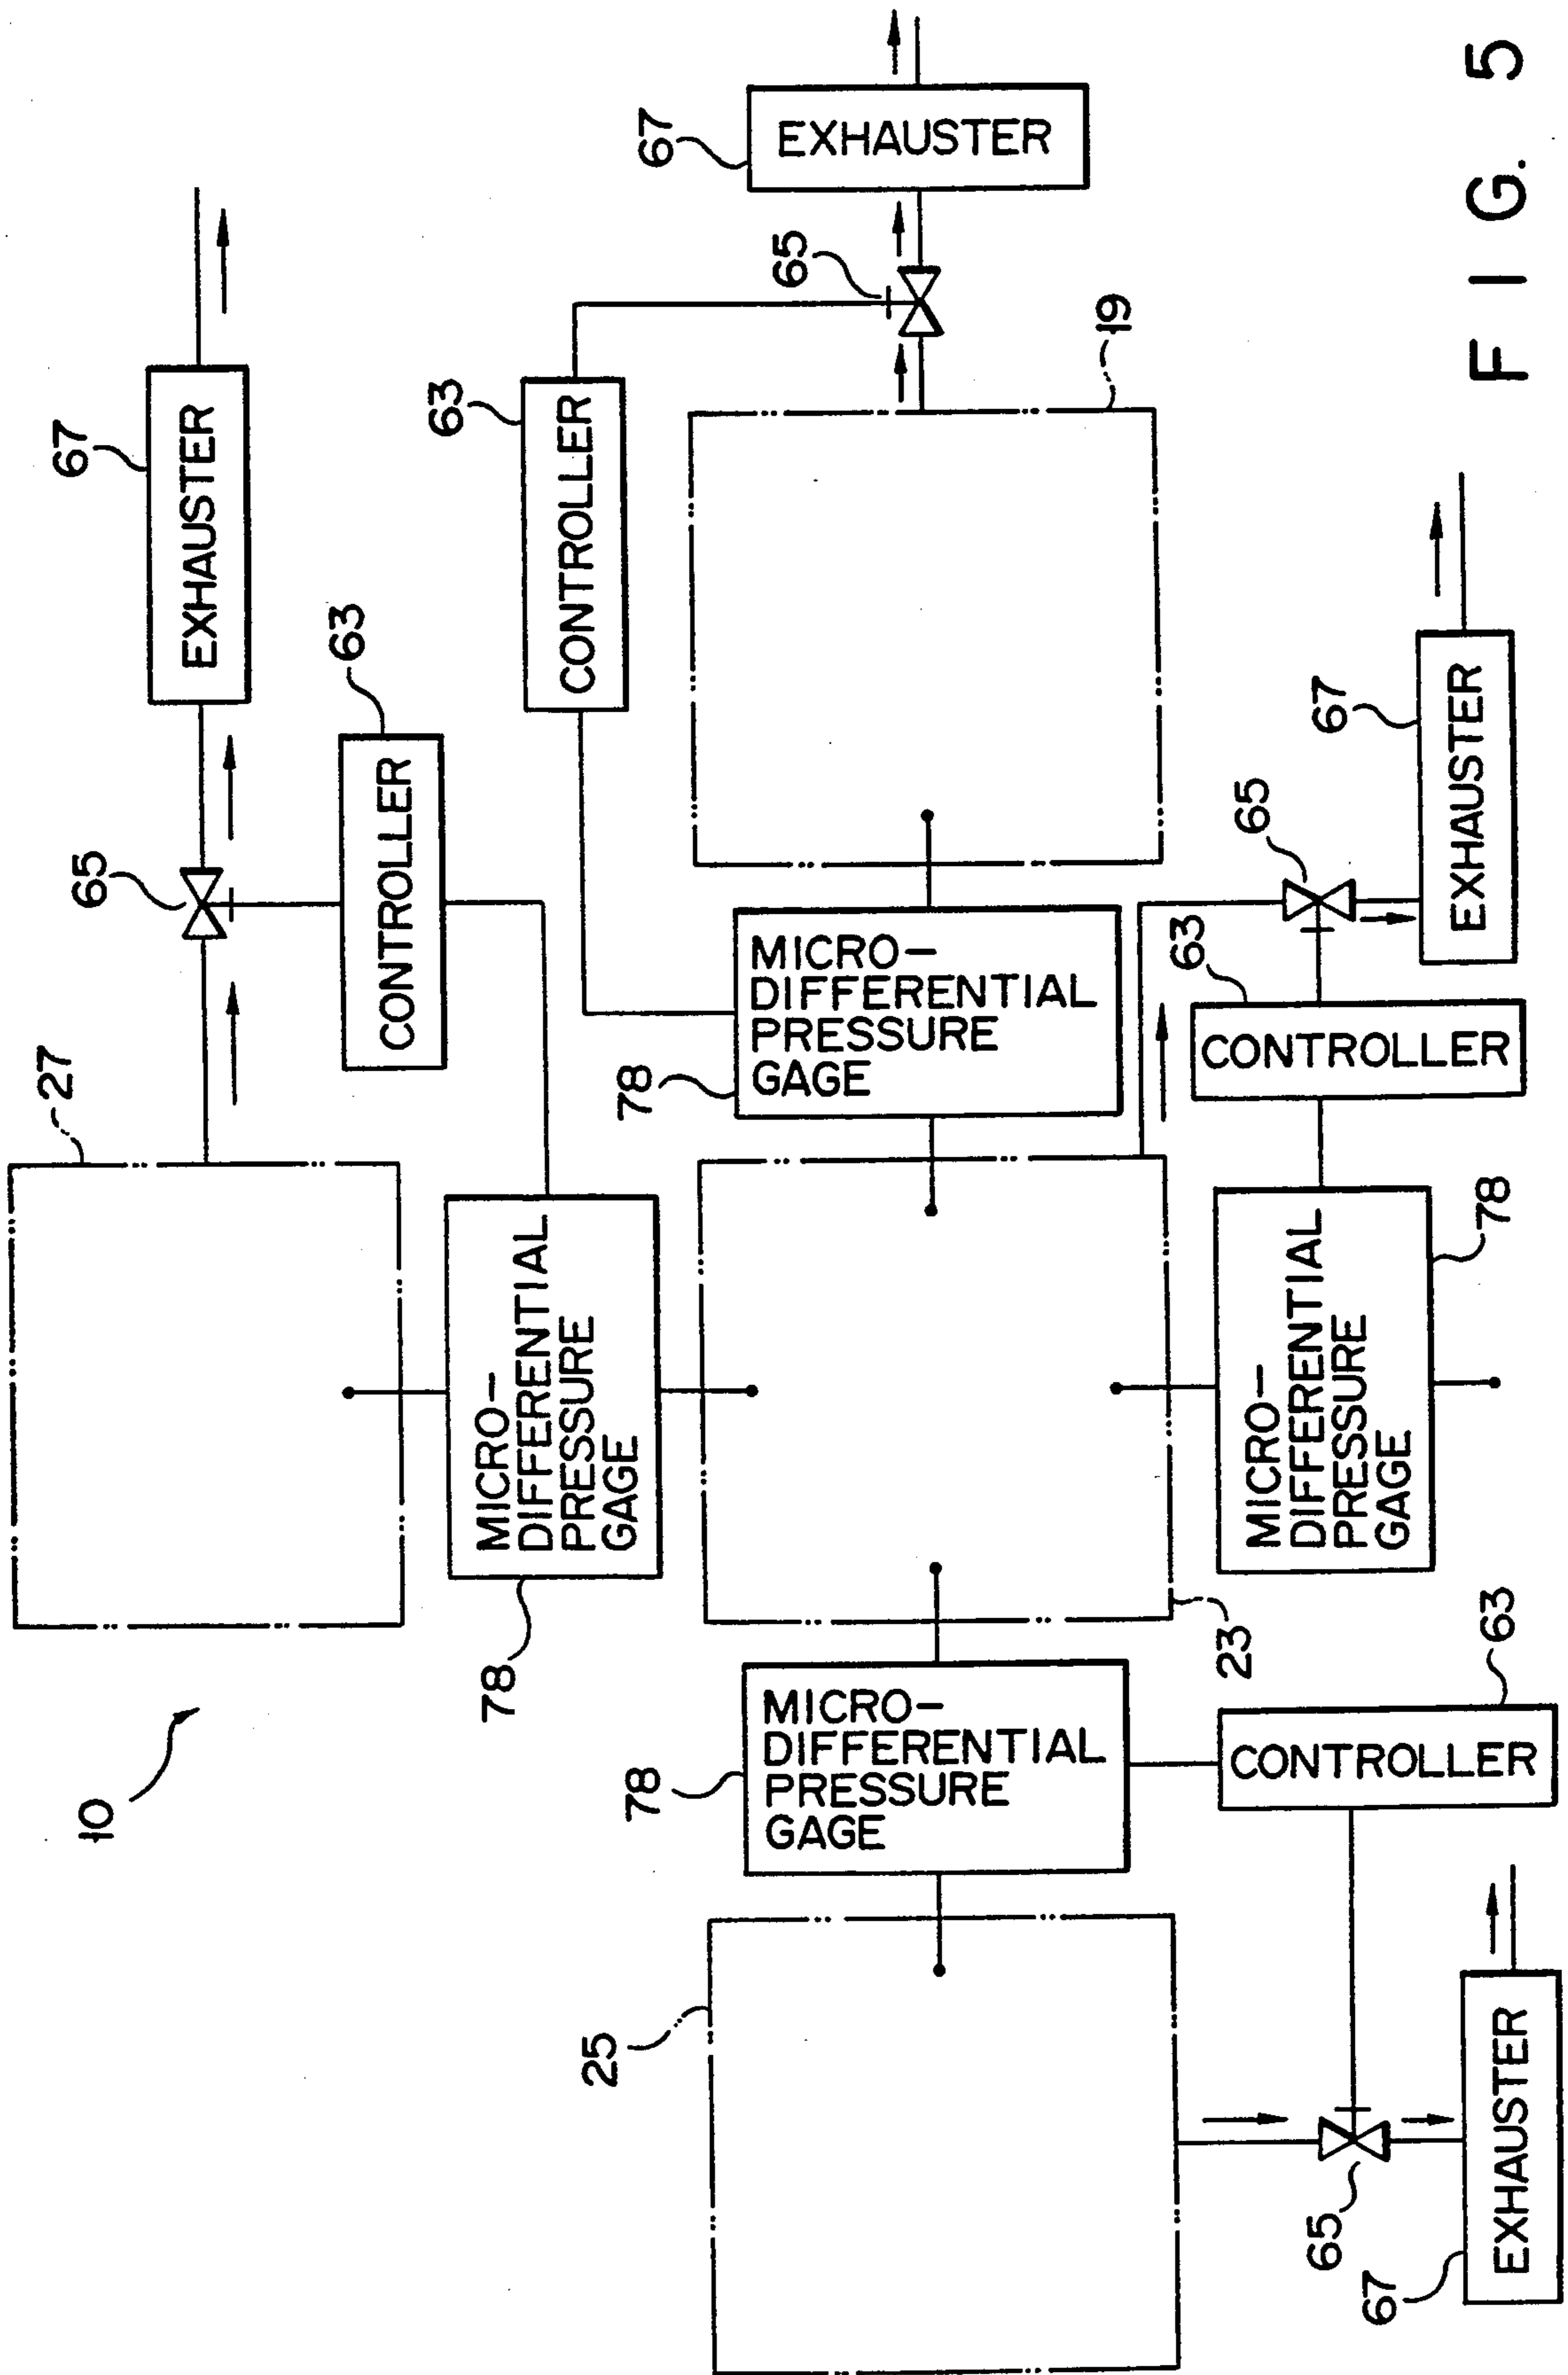 67
EXHAUSTER
65
63
CONTROLLER
27
MICRO-
DIFFERENTIAL
PRESSURE
GAGE
78
10
67
EXHAUSTER
65
63
CONTROLLER
19
MICRO-
DIFFERENTIAL
PRESSURE
GAGE
78
23
MICRO-
DIFFERENTIAL
PRESSURE
GAGE
78
25
67
EXHAUSTER
65
63
CONTROLLER
MICRO-
DIFFERENTIAL
PRESSURE
GAGE
78
63
CONTROLLER
65
67
EXHAUSTER
FIG. 5